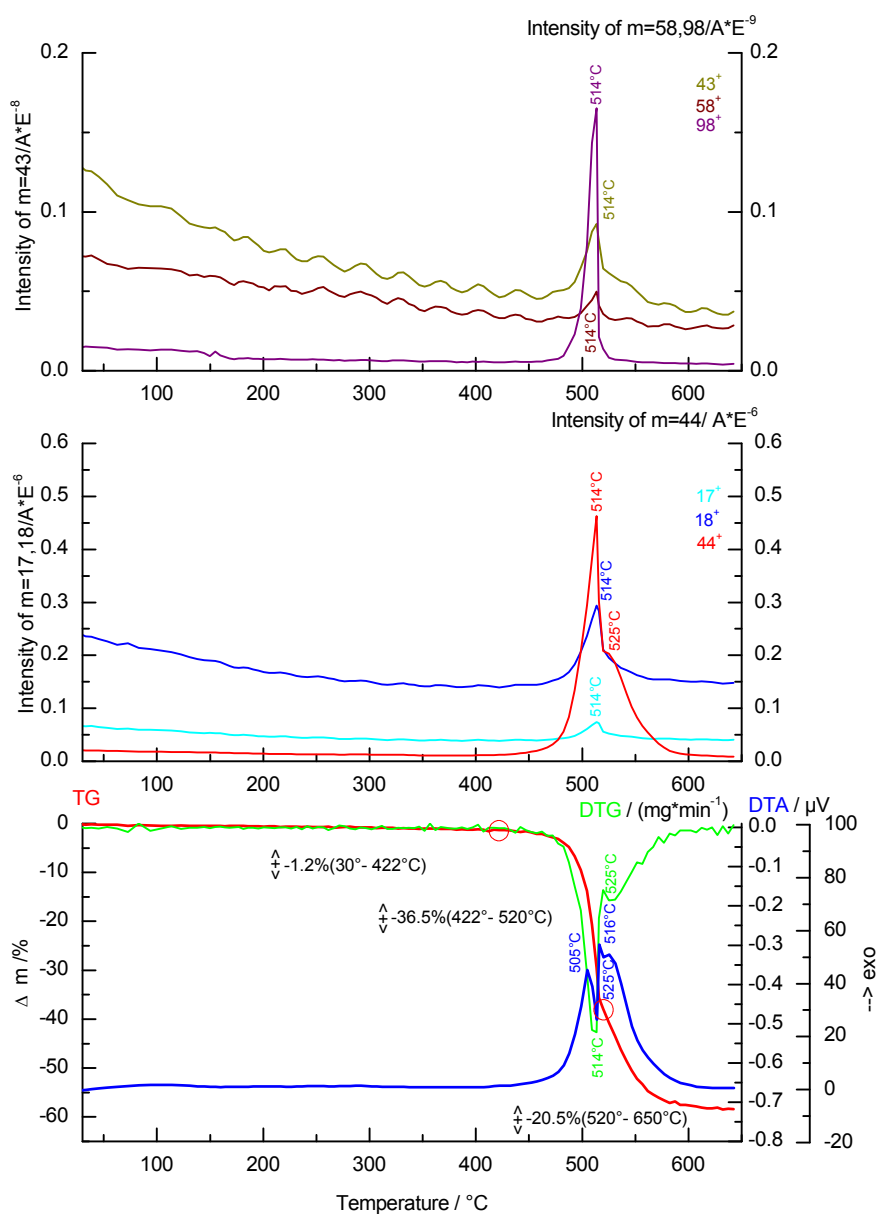 Intensity of m=58,98/A*E⁻⁹
0.2 0.2
514°C
43⁺
58⁺
98⁺
514°C
0.1 0.1
514°C
0.0 0.0
Intensity of m=43/A*E⁻⁸
100 200 300 400 500 600
Intensity of m=44/ A*E⁻⁶
0.6 0.6
0.5 0.5
514°C
17⁺
18⁺
44⁺
0.4 0.4
514°C
0.3 0.3
525°C
0.2 0.2
514°C
0.1 0.1
0.0 0.0
Intensity of m=17,18/A*E⁻⁶
100 200 300 400 500 600
TG DTG / (mg*min⁻¹) DTA / µV
0 0.0 100
-1.2%(30°- 422°C)
-10 -0.1 80
525°C
-36.5%(422°- 520°C)
-20 -0.2 60
516°C
505°C
-30 -0.3 40
525°C
-40 -0.4 20
-0.5
514°C
-50 -0.6 0
-60 -0.7 -20
-20.5%(520°- 650°C)
-0.8
Δ m /%
--> exo
100 200 300 400 500 600
Temperature / °C